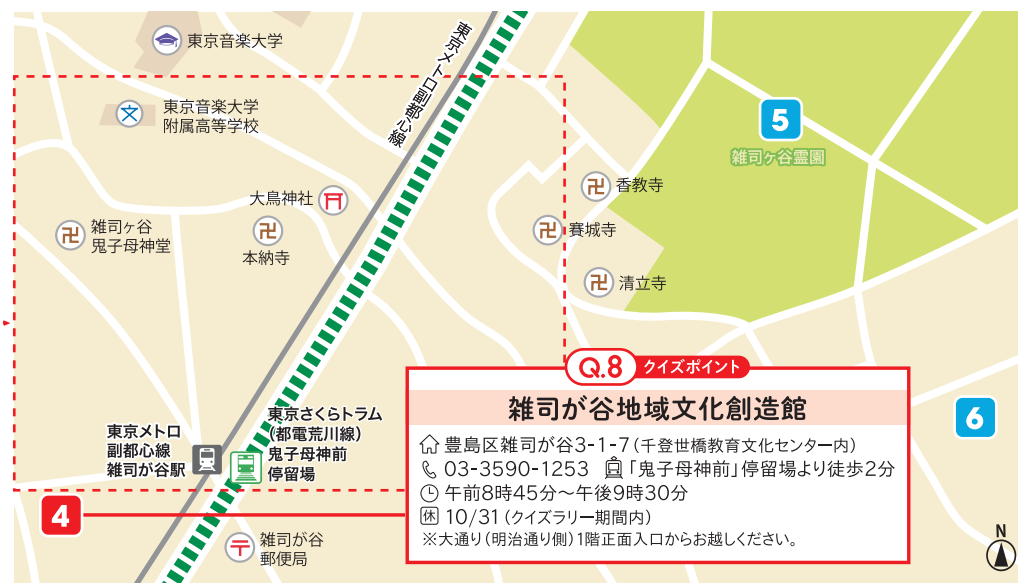 東京音楽大学
東京メトロ副都心線
東京音楽大学
附属高等学校
5
雑司ヶ谷霊園
香教寺
大鳥神社
雑司ヶ谷
鬼子母神堂
本納寺
賽城寺
清立寺
Q.8 クイズポイント
雑司が谷地域文化創造館
豊島区雑司が谷3-1-7(千登世橋教育文化センター内)
03-3590-1253 「鬼子母神前」停留場より徒歩2分
午前8時45分~午後9時30分
休 10/31(クイズラリー期間内)
※大通り(明治通り側)1階正面入口からお越しください。
6
東京メトロ
副都心線
雑司が谷駅
東京さくらトラム
(都電荒川線)
鬼子母神前
停留場
4
雑司が谷
郵便局
N